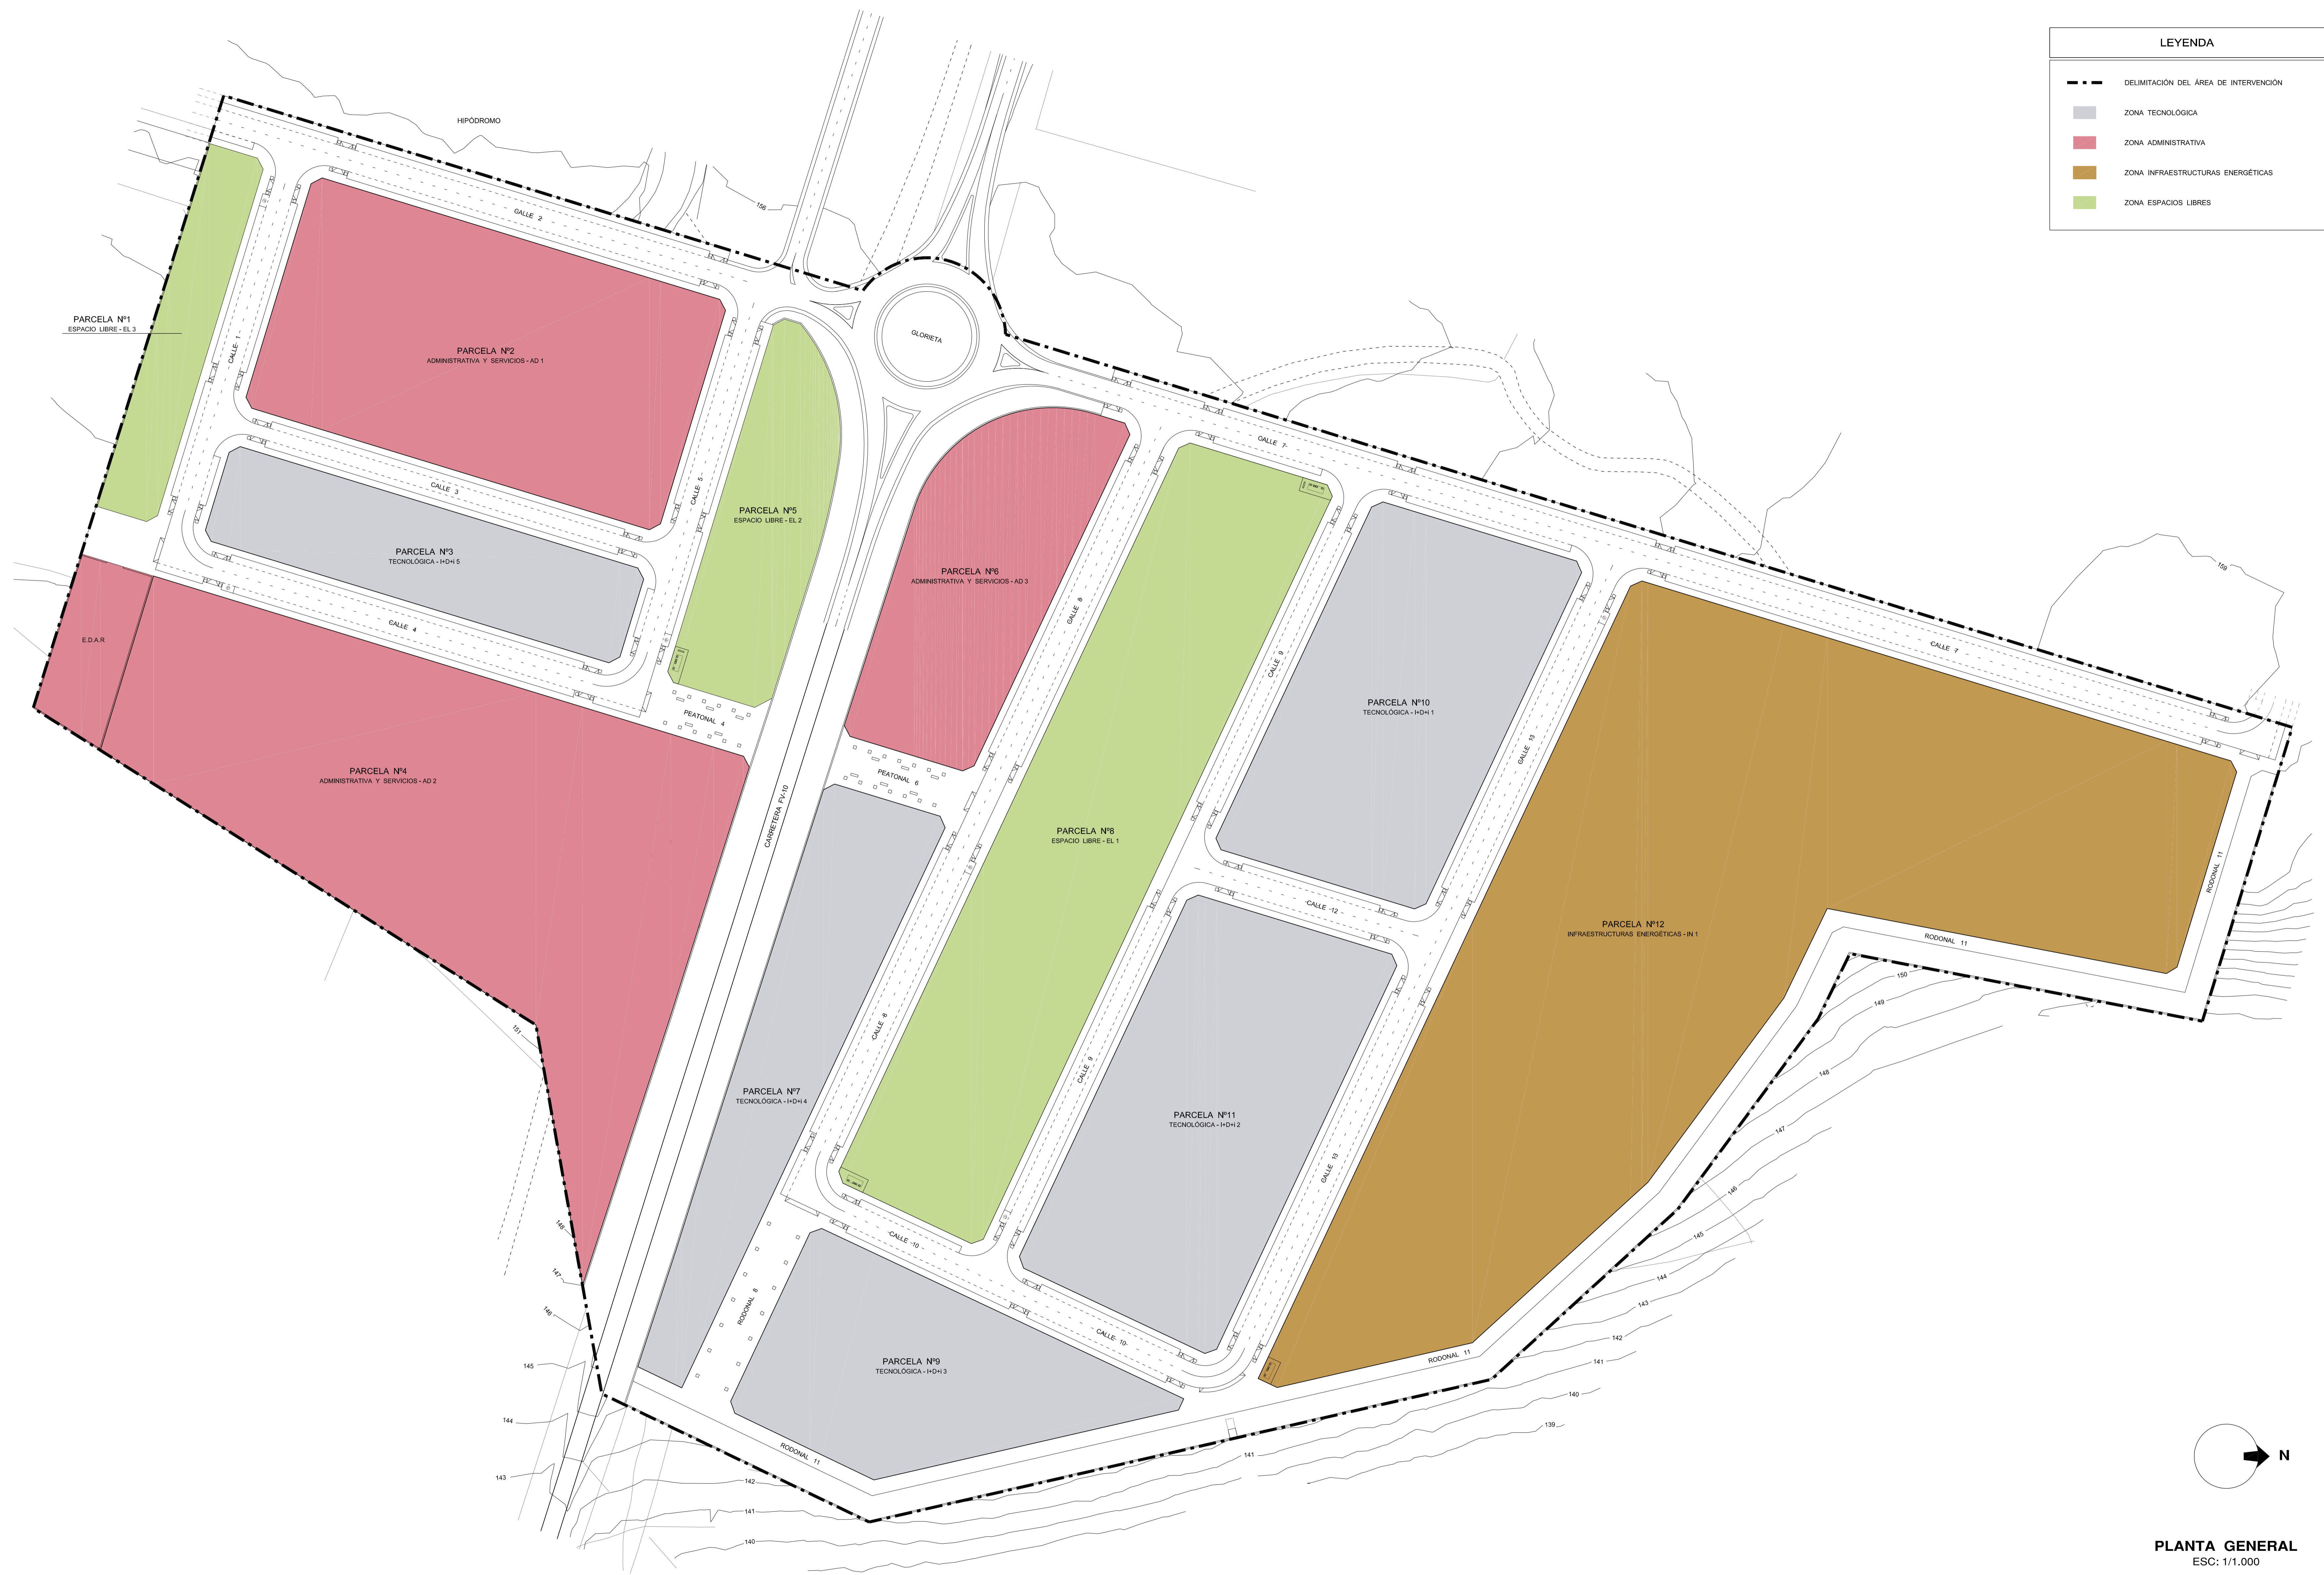 LEYENDA
DELIMITACIÓN DEL ÁREA DE INTERVENCIÓN
ZONA TECNOLÓGICA
ZONA ADMINISTRATIVA
ZONA INFRAESTRUCTURAS ENERGÉTICAS
ZONA ESPACIOS LIBRES
HIPÓDROMO
156
CALLE 2
PARCELA Nº1
ESPACIO LIBRE - EL 3
CALLE 1
PARCELA Nº2
ADMINISTRATIVA Y SERVICIOS - AD 1
GLORIETA
CALLE 3
CALLE 5
PARCELA Nº5
ESPACIO LIBRE - EL 2
PARCELA Nº3
TECNOLÓGICA - I+D+i 5
CALLE 4
E.D.A.R
PARCELA Nº4
ADMINISTRATIVA Y SERVICIOS - AD 2
PEATONAL 4
CARRETERA FV-10
PARCELA Nº6
ADMINISTRATIVA Y SERVICIOS - AD 3
PEATONAL 6
CALLE 8
CALLE 7
CALLE 9
PARCELA Nº8
ESPACIO LIBRE - EL 1
PARCELA Nº10
TECNOLÓGICA - I+D+i 1
CALLE 13
CALLE 7
159
RODONAL 11
PARCELA Nº12
INFRAESTRUCTURAS ENERGÉTICAS - IN 1
RODONAL 11
CALLE 12
CALLE 8
CALLE 9
PARCELA Nº7
TECNOLÓGICA - I+D+i 4
PARCELA Nº11
TECNOLÓGICA - I+D+i 2
CALLE 13
CALLE 10
CALLE 10
RODONAL 8
PARCELA Nº9
TECNOLÓGICA - I+D+i 3
RODONAL 11
RODONAL 11
151
148
147
146
145
144
143
142
141
140
150
149
148
147
146
145
144
143
142
141
140
139
141
N
PLANTA GENERAL
ESC: 1/1.000